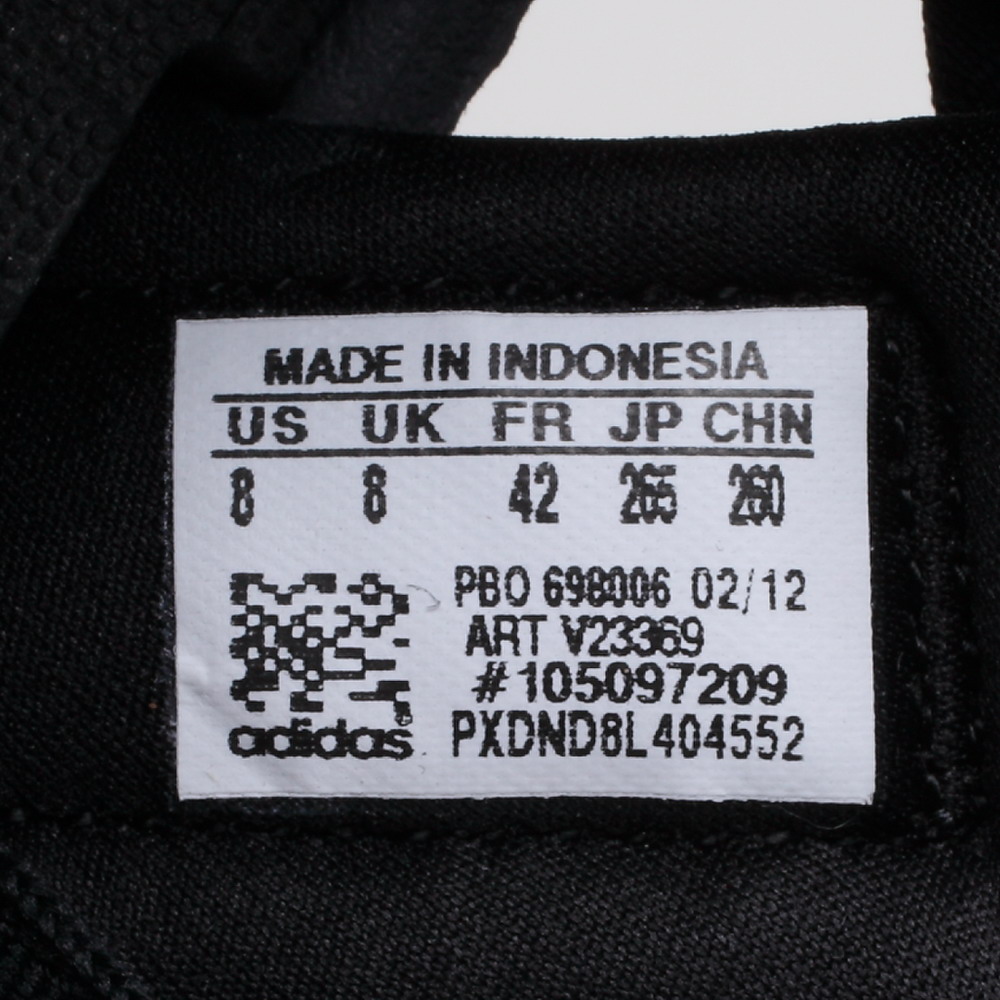 MADE IN INDONESIA
US UK FR JP CHN
8 8 42 265 260
PBO 698006 02/12
ART V23369
#105097209
adidas® PXDND8L404552